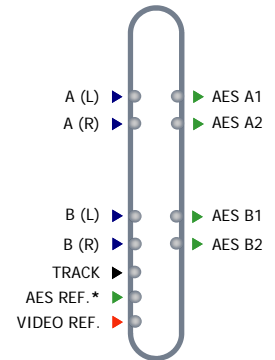 A (L) AES A1
A (R) AES A2
B (L) AES B1
B (R) AES B2
TRACK
AES REF.*
VIDEO REF.